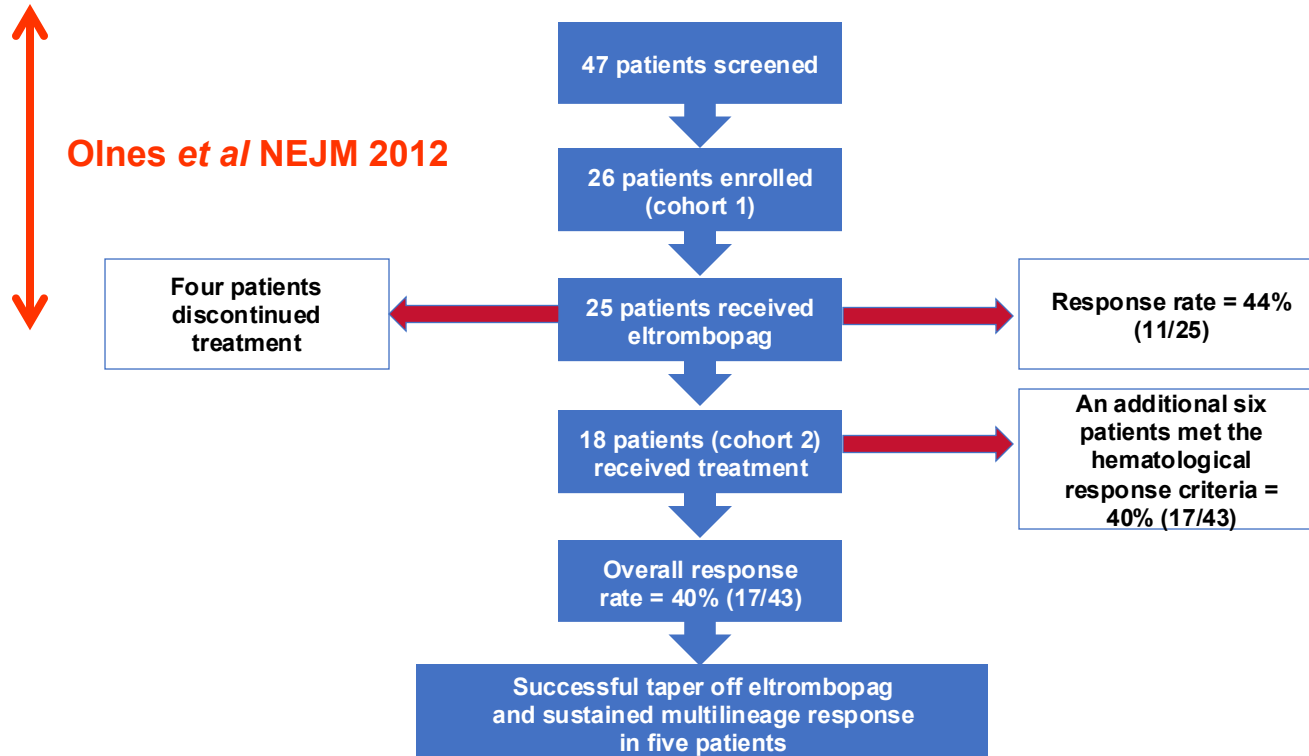 47 patients screened
Olnes et al NEJM 2012
26 patients enrolled
(cohort 1)
Four patients
discontinued
treatment
25 patients received
eltrombopag
Response rate = 44%
(11/25)
18 patients (cohort 2)
received treatment
An additional six
patients met the
hematological
response criteria =
40% (17/43)
Overall response
rate = 40% (17/43)
Successful taper off eltrombopag
and sustained multilineage response
in five patients